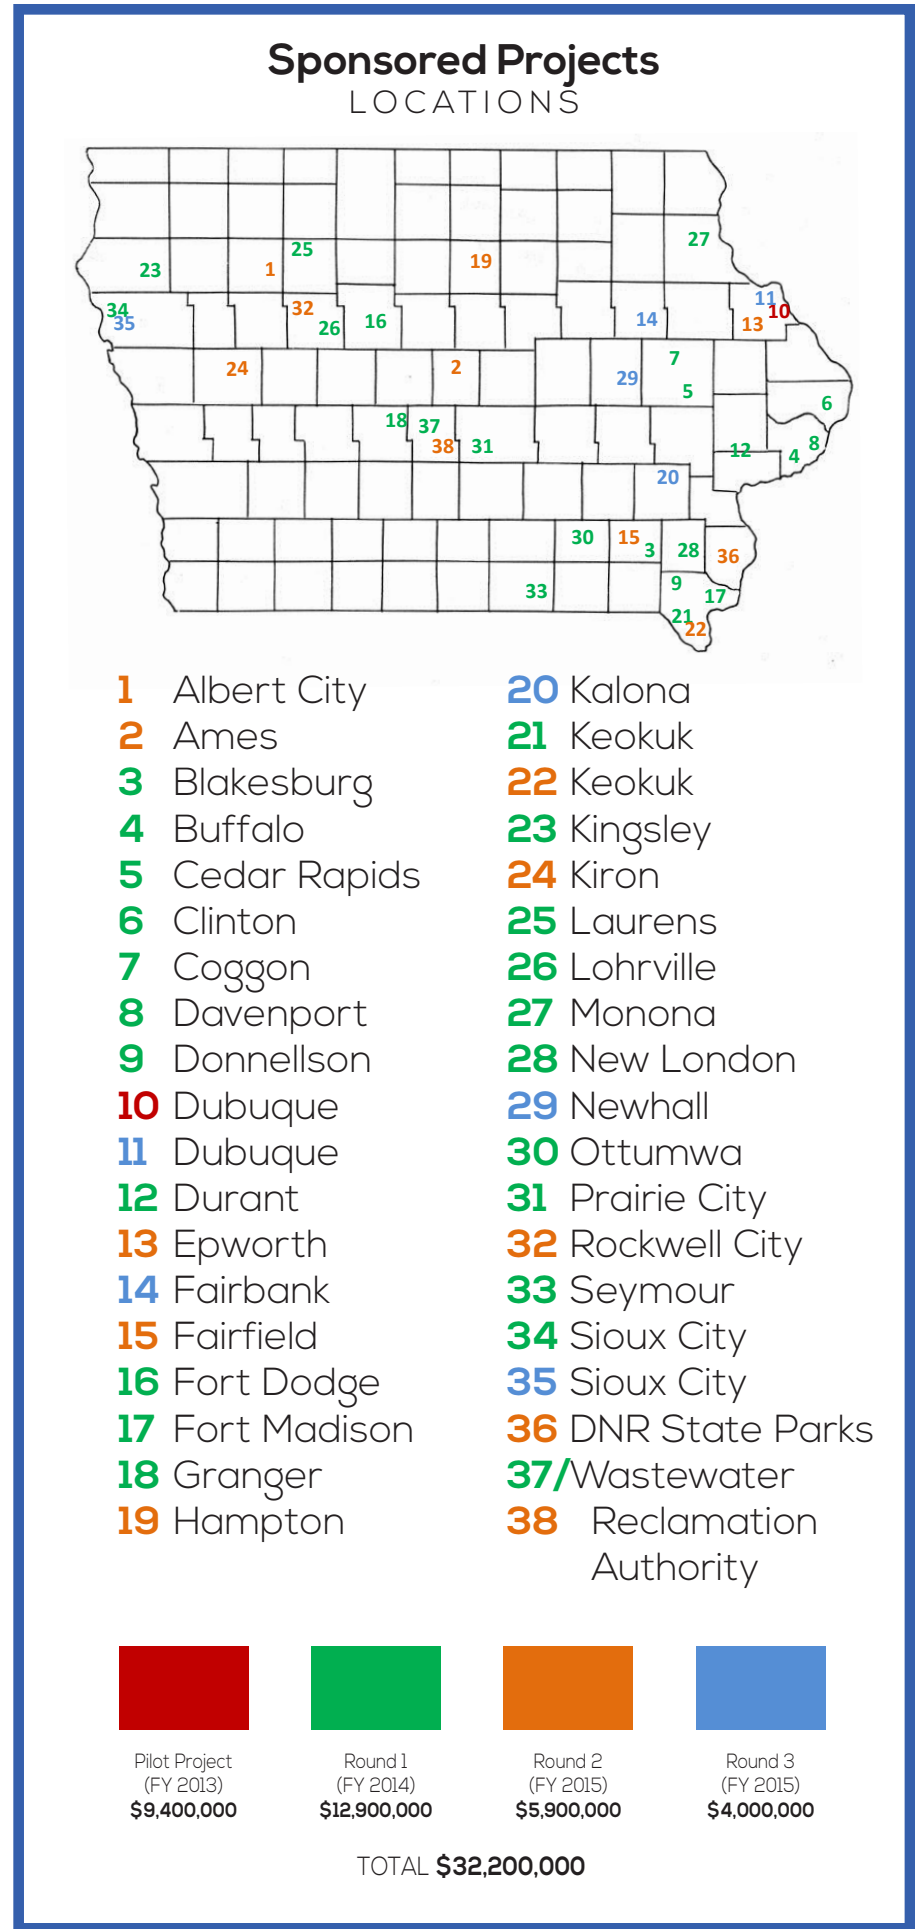 Sponsored Projects
LOCATIONS
27
25
19
23
1
11
34
32
10
35
26
16
14
13
7
24
2
29
5
6
18
37
38
31
12
8
4
20
30
15
3
28
36
9
33
17
21
22
1 Albert City
2 Ames
3 Blakesburg
4 Buffalo
5 Cedar Rapids
6 Clinton
7 Coggon
8 Davenport
9 Donnellson
10 Dubuque
11 Dubuque
12 Durant
13 Epworth
14 Fairbank
15 Fairfield
16 Fort Dodge
17 Fort Madison
18 Granger
19 Hampton
20 Kalona
21 Keokuk
22 Keokuk
23 Kingsley
24 Kiron
25 Laurens
26 Lohrville
27 Monona
28 New London
29 Newhall
30 Ottumwa
31 Prairie City
32 Rockwell City
33 Seymour
34 Sioux City
35 Sioux City
36 DNR State Parks
37/Wastewater
38 Reclamation
Authority
Pilot Project
(FY 2013)
$9,400,000
Round 1
(FY 2014)
$12,900,000
Round 2
(FY 2015)
$5,900,000
Round 3
(FY 2015)
$4,000,000
TOTAL $32,200,000